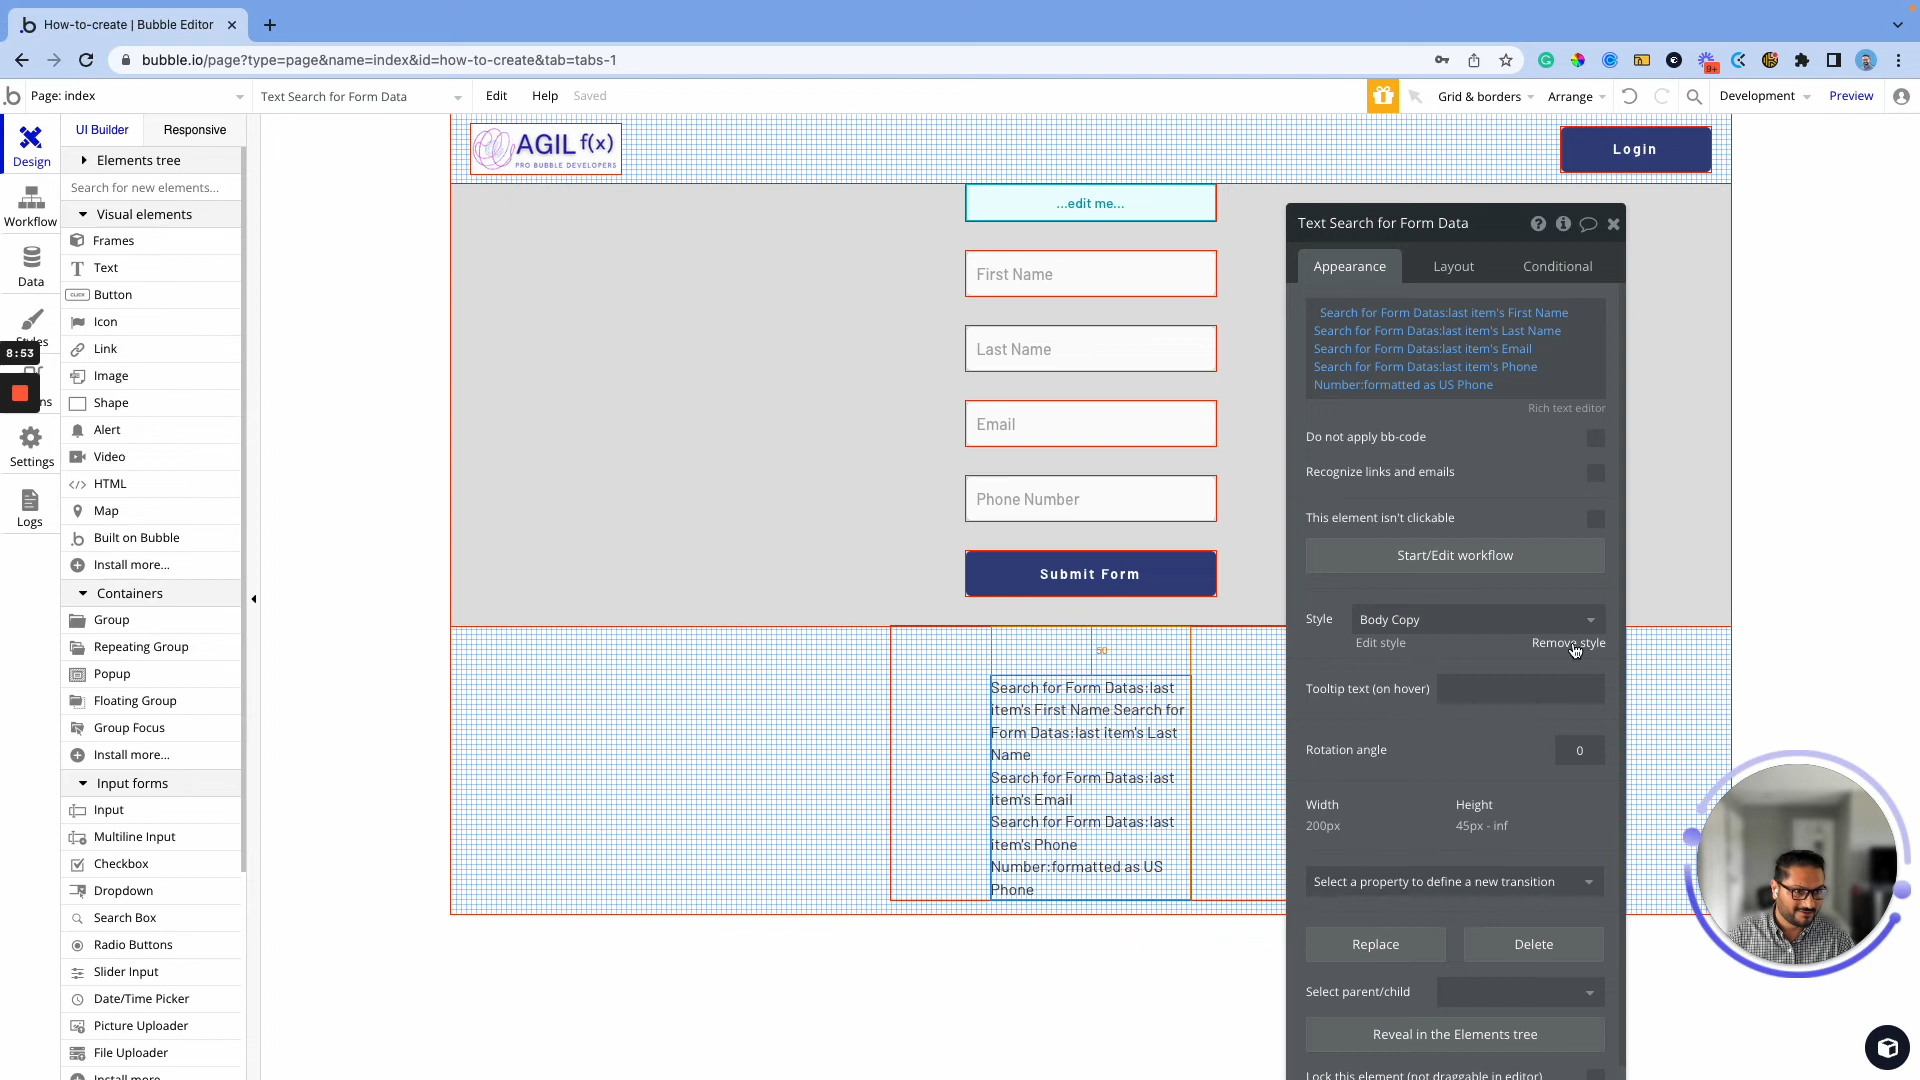 How-to-create | Bubble Editor
bubble.io/page?type=page&name=index&id=how-to-create&tab=tabs-1
9+
Page: index
Text Search for Form Data
Edit
Help
Saved
Grid & borders
Arrange
Development
Preview
UI Builder
Responsive
Design
Elements tree
Search for new elements...
Workflow
Visual elements
Frames
Text
Data
Button
Icon
Styles
8:53
Link
Image
Shape
Alert
Settings
Video
HTML
Map
Logs
Built on Bubble
Install more...
Containers
Group
Repeating Group
Popup
Floating Group
Group Focus
Install more...
Input forms
Input
Multiline Input
Checkbox
Dropdown
Search Box
Radio Buttons
Slider Input
Date/Time Picker
Picture Uploader
File Uploader
Install more
AGIL f(x)
PRO BUBBLE DEVELOPERS
Login
...edit me...
First Name
Last Name
Email
Phone Number
Submit Form
50
Search for Form Datas:last
item's First Name Search for
Form Datas:last item's Last
Name
Search for Form Datas:last
item's Email
Search for Form Datas:last
item's Phone
Number:formatted as US
Phone
Text Search for Form Data
Appearance
Layout
Conditional
Search for Form Datas:last item's First Name
Search for Form Datas:last item's Last Name
Search for Form Datas:last item's Email
Search for Form Datas:last item's Phone
Number:formatted as US Phone
Rich text editor
Do not apply bb-code
Recognize links and emails
This element isn't clickable
Start/Edit workflow
Style
Body Copy
Edit style
Remove style
Tooltip text (on hover)
Rotation angle
0
Width
Height
200px
45px - inf
Select a property to define a new transition
Replace
Delete
Select parent/child
Reveal in the Elements tree
Lock this element (not draggable in editor)